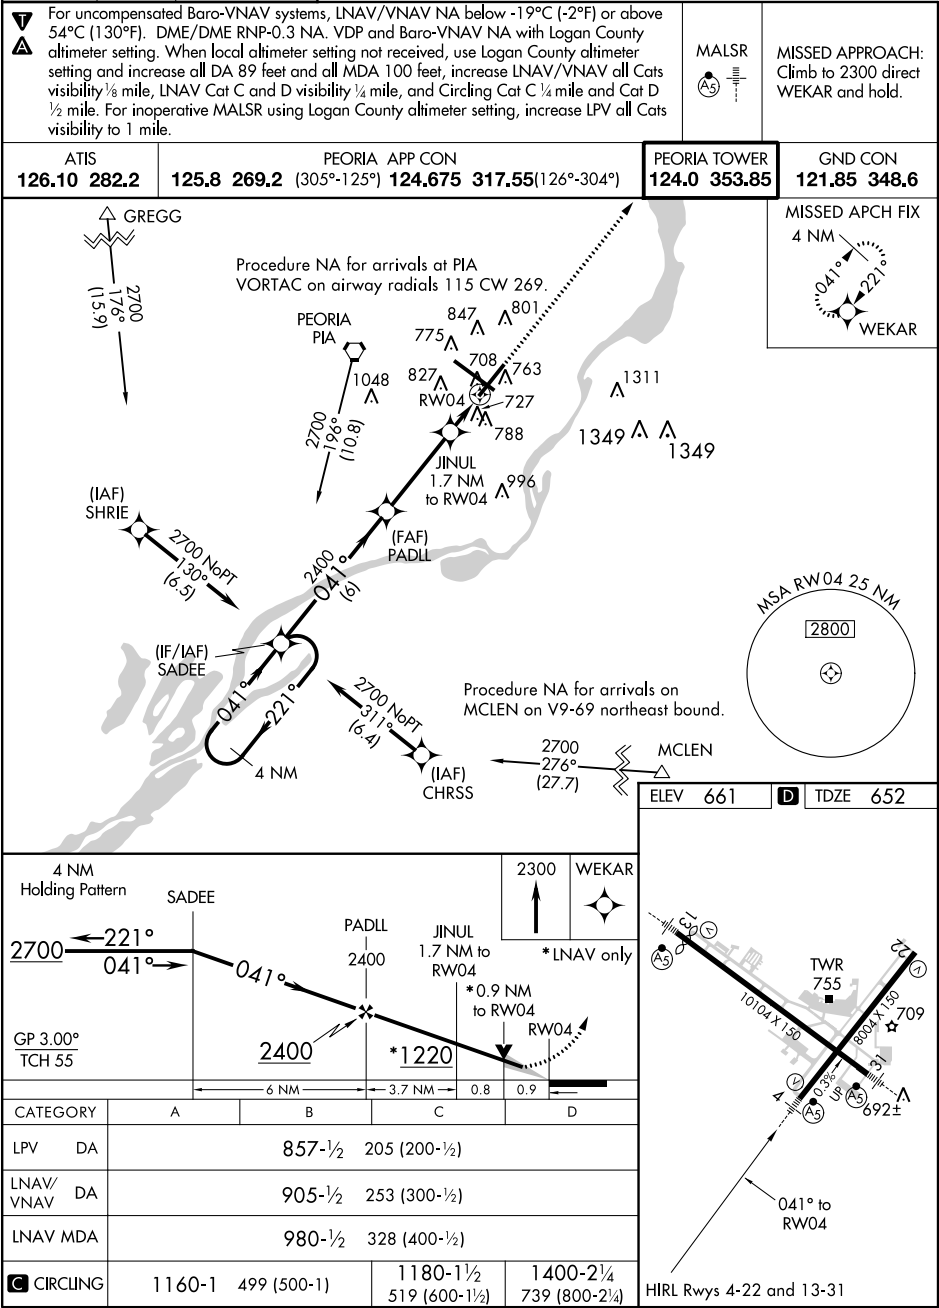 For uncompensated Baro-VNAV systems, LNAV/VNAV NA below -19°C (-2°F) or above
54°C (130°F). DME/DME RNP-0.3 NA. VDP and Baro-VNAV NA with Logan County
altimeter setting. When local altimeter setting not received, use Logan County altimeter
setting and increase all DA 89 feet and all MDA 100 feet, increase LNAV/VNAV all Cats
visibility ⅛ mile, LNAV Cat C and D visibility ¼ mile, and Circling Cat C ¼ mile and Cat D
½ mile. For inoperative MALSR using Logan County altimeter setting, increase LPV all Cats
visibility to 1 mile.
T
A
MALSR
A5
MISSED APPROACH:
Climb to 2300 direct
WEKAR and hold.
ATIS
126.10 282.2
PEORIA APP CON
125.8 269.2 (305°-125°) 124.675 317.55(126°-304°)
PEORIA TOWER
124.0 353.85
GND CON
121.85 348.6
GREGG
2700
176°
(15.9)
Procedure NA for arrivals at PIA
VORTAC on airway radials 115 CW 269.
MISSED APCH FIX
4 NM
041°
221°
WEKAR
PEORIA
PIA
2700
196°
(10.8)
1048
847
801
775
708
763
827
RW04
727
788
1311
1349
1349
JINUL
1.7 NM
to RW04
996
(IAF)
SHRIE
2700 NoPT
130°
(6.5)
(FAF)
PADLL
2400
041°
(6)
(IF/IAF)
SADEE
041°
221°
4 NM
2700 NoPT
311°
(6.4)
(IAF)
CHRSS
MSA RW04 25 NM
2800
Procedure NA for arrivals on
MCLEN on V9-69 northeast bound.
2700
276°
(27.7)
MCLEN
ELEV 661
D
TDZE 652
4 NM
Holding Pattern
SADEE
2700
221°
041°
041°
PADLL
2400
JINUL
1.7 NM to
RW04
2300
WEKAR
*LNAV only
*0.9 NM
to RW04
RW04
GP 3.00°
TCH 55
2400
*1220
6 NM
3.7 NM
0.8
0.9
13
A5
V
TWR
755
22
V
10104 X 150
8004 X 150
709
31
V
0.3%
UP
4
A5
A5
692±
041° to
RW04
HIRL Rwys 4-22 and 13-31
CATEGORY A B C D
LPV DA 857-½ 205 (200-½)
LNAV/
VNAV DA 905-½ 253 (300-½)
LNAV MDA 980-½ 328 (400-½)
C CIRCLING
1160-1 499 (500-1)
1180-1½
519 (600-1½)
1400-2¼
739 (800-2¼)